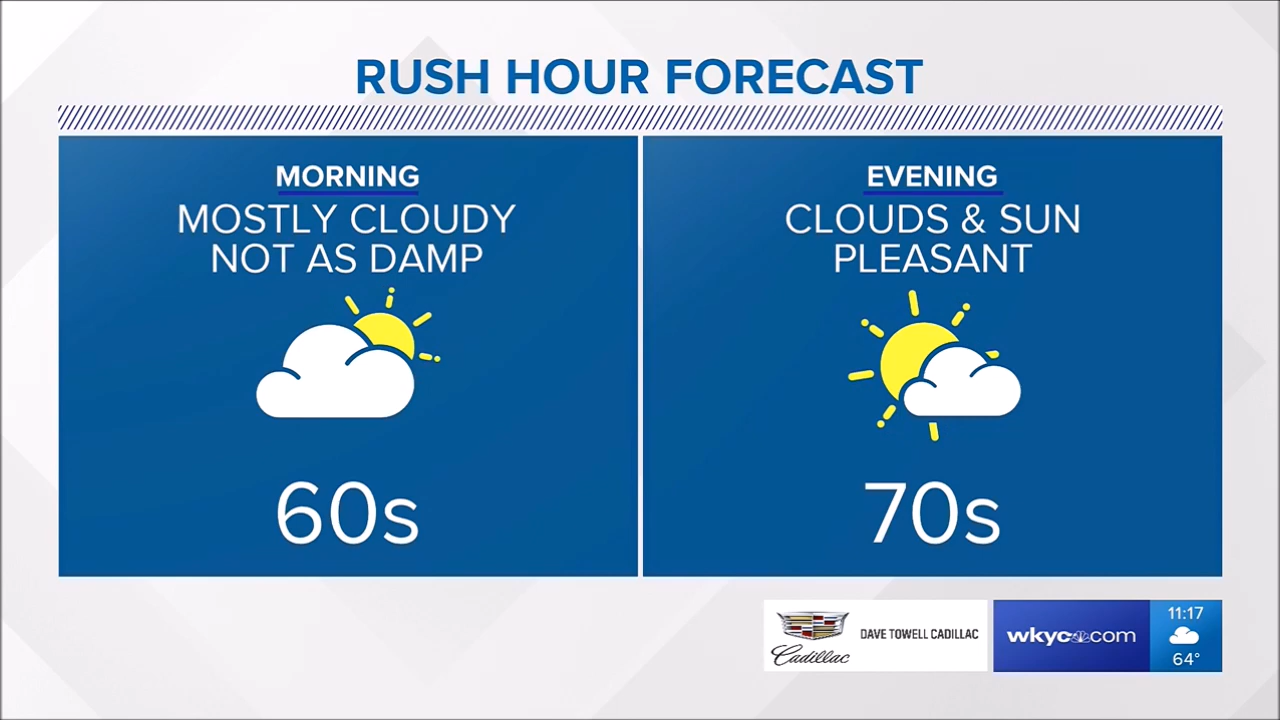 RUSH HOUR FORECAST
MORNING
MOSTLY CLOUDY
NOT AS DAMP
60s
EVENING
CLOUDS & SUN
PLEASANT
70s
Cadillac
DAVE TOWELL CADILLAC
wkyc.com
11:17
64°